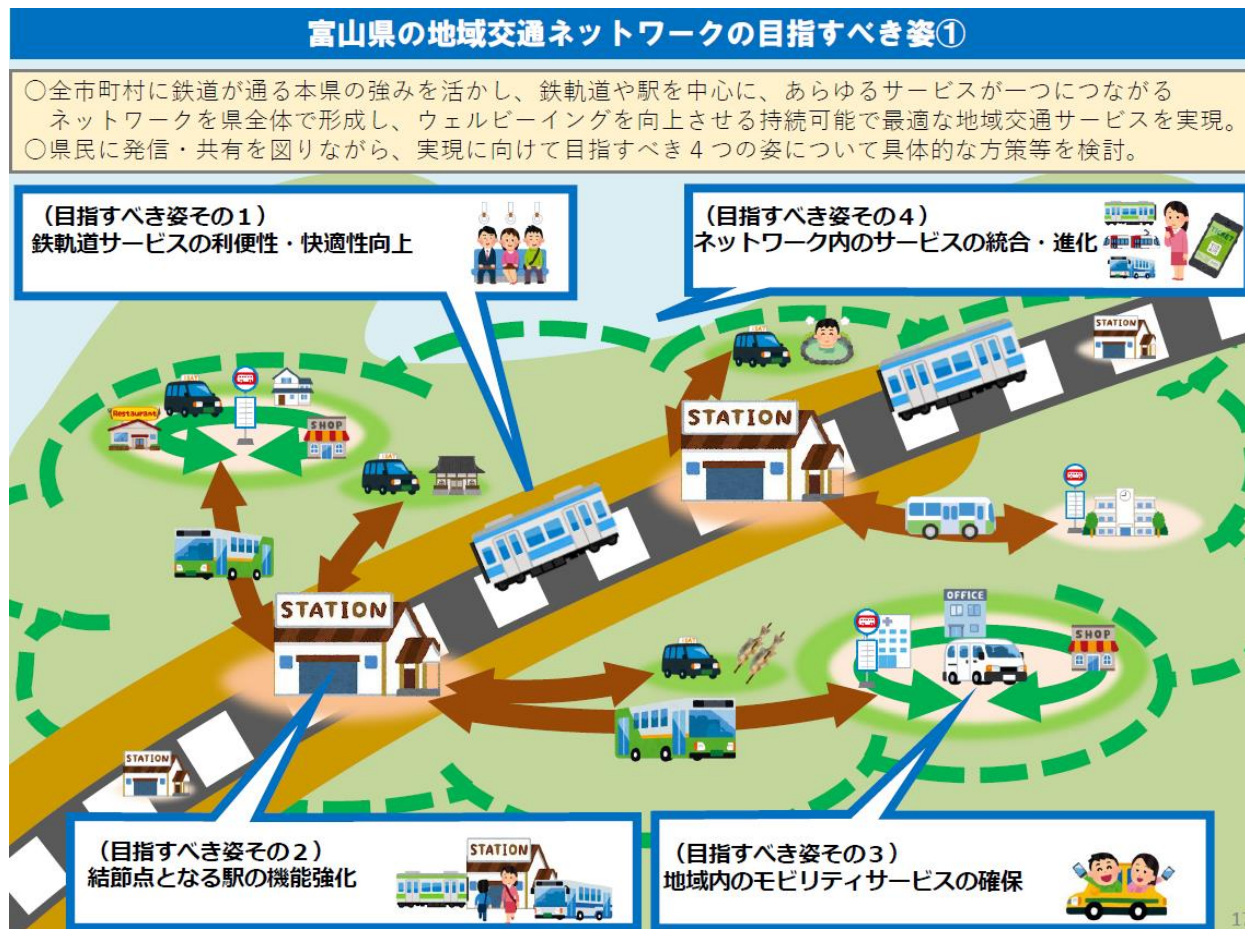 富山県の地域交通ネットワークの目指すべき姿①
○全市町村に鉄道が通る本県の強みを活かし、鉄軌道や駅を中心に、あらゆるサービスが一つにつながる
ネットワークを県全体で形成し、ウェルビーイングを向上させる持続可能で最適な地域交通サービスを実現。
○県民に発信・共有を図りながら、実現に向けて目指すべき４つの姿について具体的な方策等を検討。
（目指すべき姿その１）
鉄軌道サービスの利便性・快適性向上
（目指すべき姿その４）
ネットワーク内のサービスの統合・進化
STATION
STATION
Restaurant
SHOP
OFFICE
SHOP
STATION
STATION
（目指すべき姿その２）
結節点となる駅の機能強化
STATION
（目指すべき姿その３）
地域内のモビリティサービスの確保